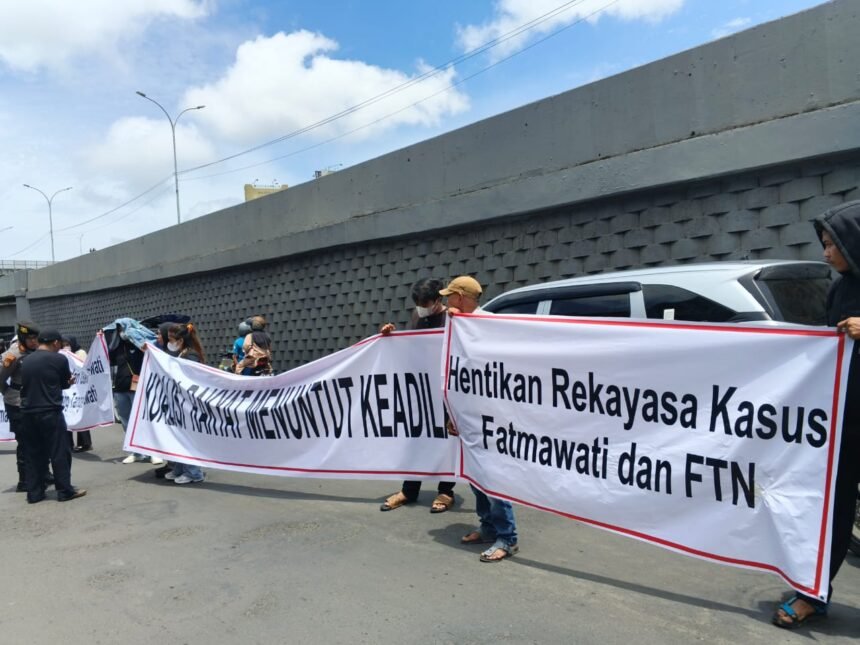 KOALISI RAKYAT MENUNTUT KEADIL
Hentikan Rekayasa Kasus
Fatmawati dan FTN